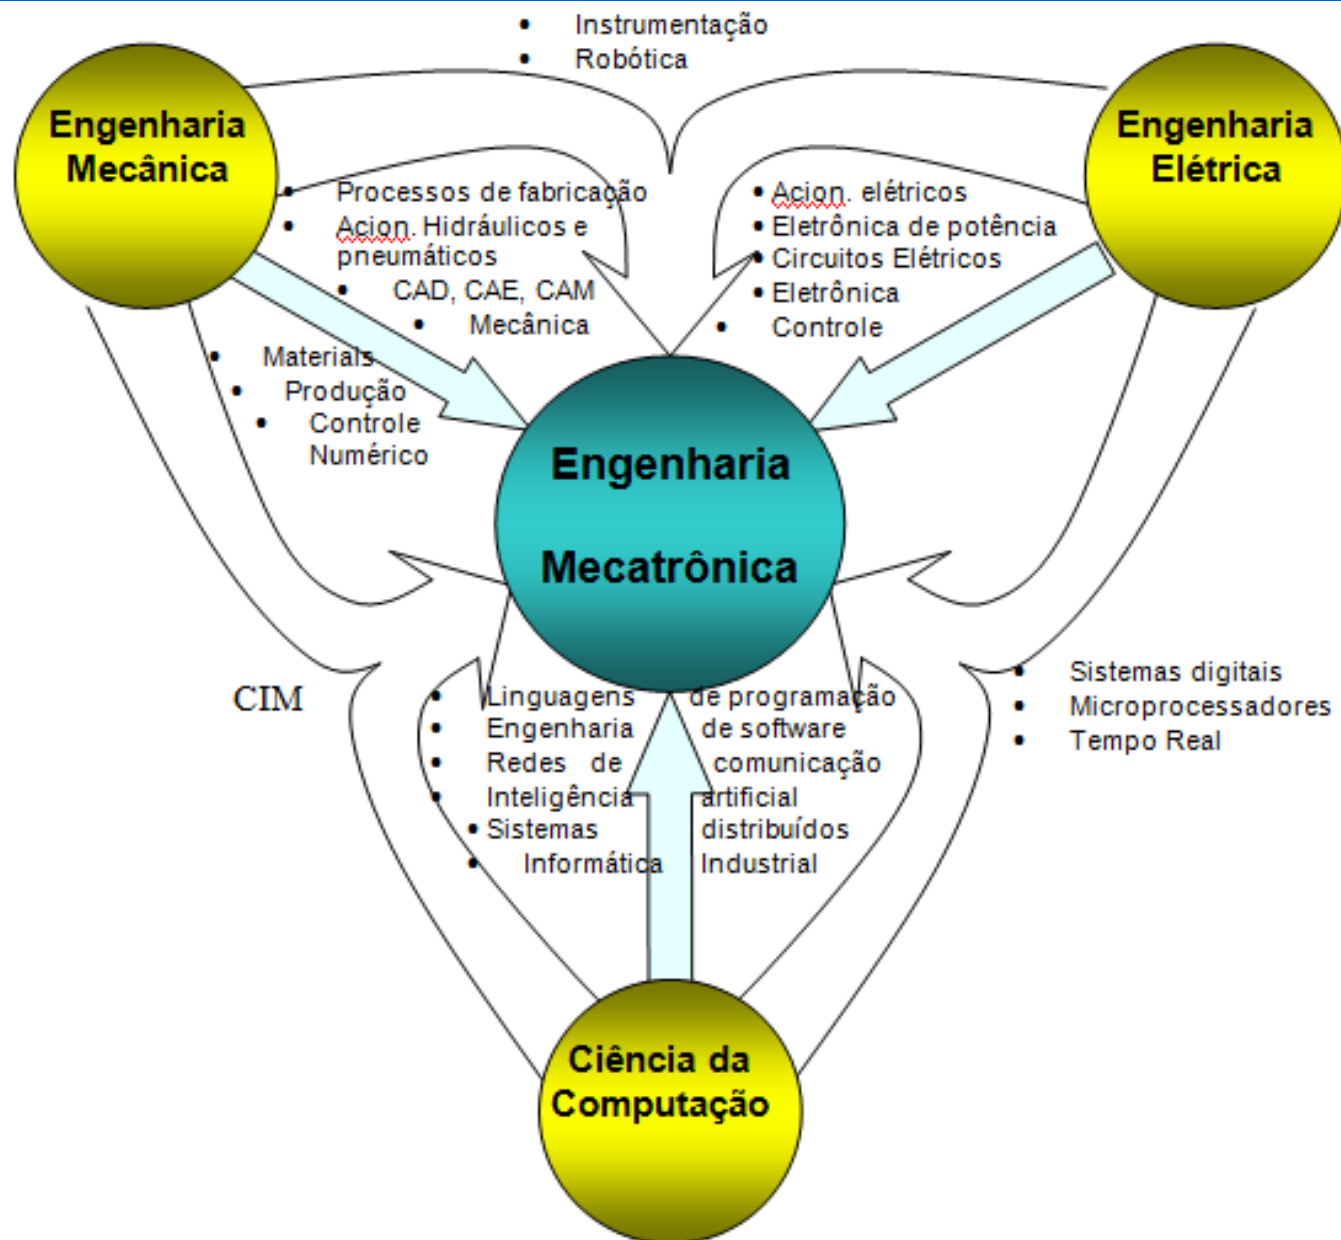 • Instrumentação
• Robótica
Engenharia
Mecânica
Engenharia
Elétrica
• Processos de fabricação
• Acion. Hidráulicos e
pneumáticos
• CAD, CAE, CAM
• Mecânica
• Acion. elétricos
• Eletrônica de potência
• Circuitos Elétricos
• Eletrônica
• Controle
• Materiais
• Produção
• Controle
Numérico
Engenharia
Mecatrônica
CIM
• Linguagens de programação
• Engenharia de software
• Redes de comunicação
• Inteligência artificial
• Sistemas distribuídos
• Informática Industrial
• Sistemas digitais
• Microprocessadores
• Tempo Real
Ciência da
Computação